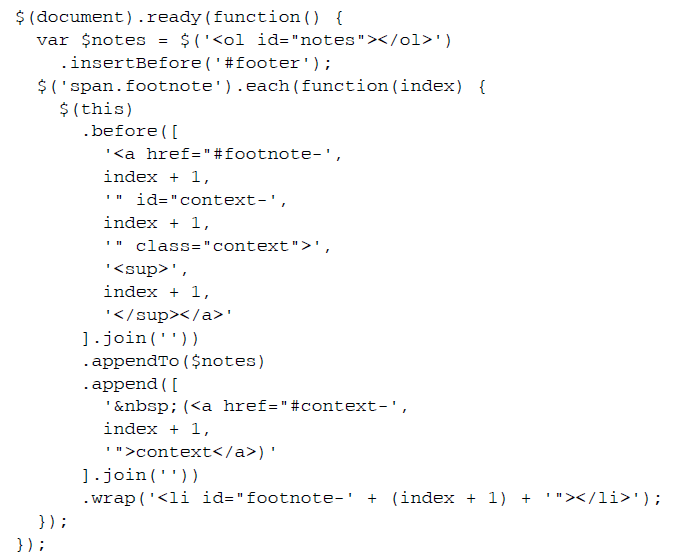 $(document).ready(function() {
  var $notes = $('<ol id="notes"></ol>')
    .insertBefore('#footer');
  $('span.footnote').each(function(index) {
    $(this)
      .before([
        '<a href="#footnote-',
        index + 1,
        '" id="context-',
        index + 1,
        '" class="context">',
        '<sup>',
        index + 1,
        '</sup></a>'
      ].join(''))
      .appendTo($notes)
      .append([
        '&nbsp;(<a href="#context-',
        index + 1,
        '">context</a>)'
      ].join(''))
      .wrap('<li id="footnote-' + (index + 1) + '"></li>');
  });
});